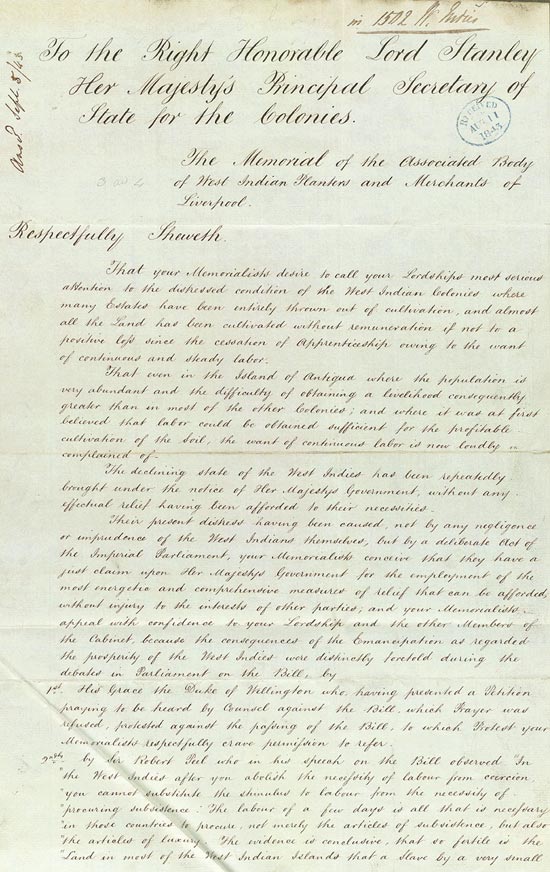 in 1502 W. Indies
To the Right Honorable Lord Stanley
Her Majesty's Principal Secretary of
State for the Colonies.
RECEIVED
AUG 11
1843
Ansd. Sept. 8/43
The Memorial of the Associated Body
of West Indian Planters and Merchants of
Liverpool.
Respectfully Sheweth.
That your Memorialists desire to call your Lordships most serious
attention to the distressed condition of the West Indian Colonies where
many Estates have been entirely thrown out of cultivation, and almost
all the Land has been cultivated without remuneration if not to a
positive loss since the cessation of Apprenticeship owing to the want
of continuous and steady labor.
That even in the Island of Antigua where the population is
very abundant and the difficulty of obtaining a livelihood consequently
greater than in most of the other Colonies; and where it was at first
believed that labor could be obtained sufficient for the profitable
cultivation of the Soil, the want of continuous labor is now loudly
complained of.
The declining state of the West Indies has been repeatedly
bought under the notice of Her Majestys Government, without any
effectual relief having been afforded to their necessities.
Their present distress having been caused, not by any negligence
or imprudence of the West Indians themselves, but by a deliberate Act of
the Imperial Parliament, your Memorialists conceive that they have a
just claim upon Her Majestys Government for the employment of the
most energetic and comprehensive measures of relief that can be afforded,
without injury to the interests of other parties; and your Memorialists
appeal with confidence to your Lordship and the other Members of
the Cabinet, because the consequences of the Emancipation as regarded
the prosperity of the West Indies were distinctly foretold during the
debates in Parliament on the Bill, by
1st. His Grace the Duke of Wellington who, having presented a Petition
praying to be heard by Counsel against the Bill, which Prayer was
refused, protested against the passing of the Bill, to which Protest your
Memorialists respectfully crave permission to refer.
2ndly by Sir Robert Peel who in his speech on the Bill observed "In
"the West Indies after you abolish the necessity of labour from coercion
"you cannot substitute the stimulus to labour from the necessity of
"procuring subsistence: The labour of a few days is all that is necessary
"in those countries to procure, not merely the articles of subsistence, but also
"the articles of luxury. The evidence is conclusive, that so fertile is the
"Land in most of the West Indian Islands that a Slave by a very small